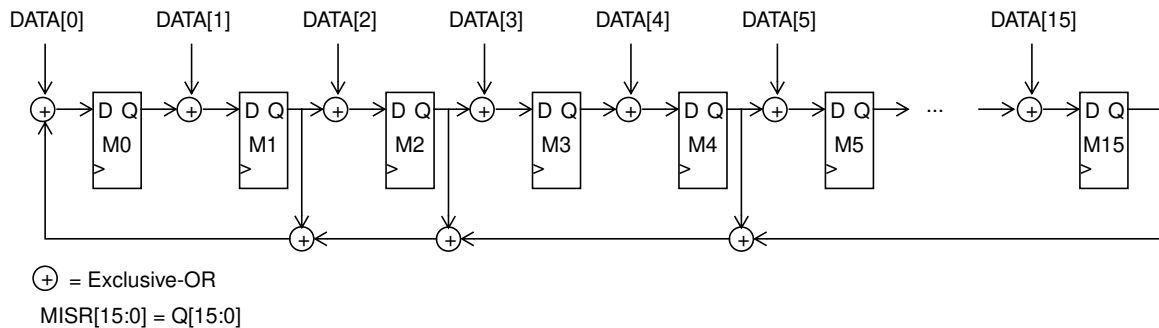 DATA[0] DATA[1] DATA[2] DATA[3] DATA[4] DATA[5] DATA[15]
+ D Q + D Q + D Q + D Q + D Q + D Q ... + D Q
M0 M1 M2 M3 M4 M5 M15
+ + +
+ = Exclusive-OR
MISR[15:0] = Q[15:0]